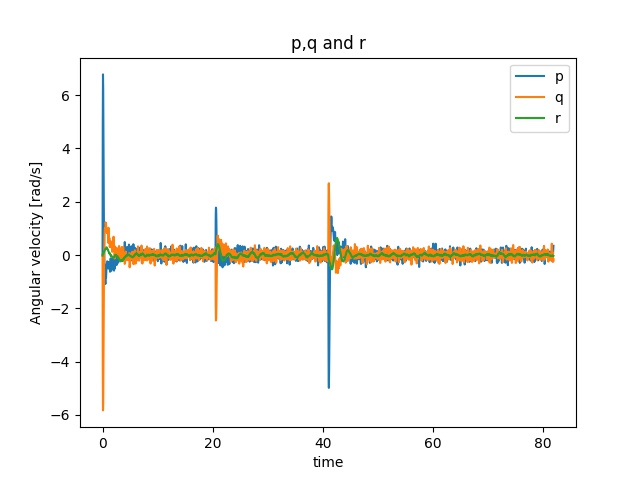 p,q and r
p
q
r
Angular velocity [rad/s]
6
4
2
0
−2
−4
−6
0 20 40 60 80
time